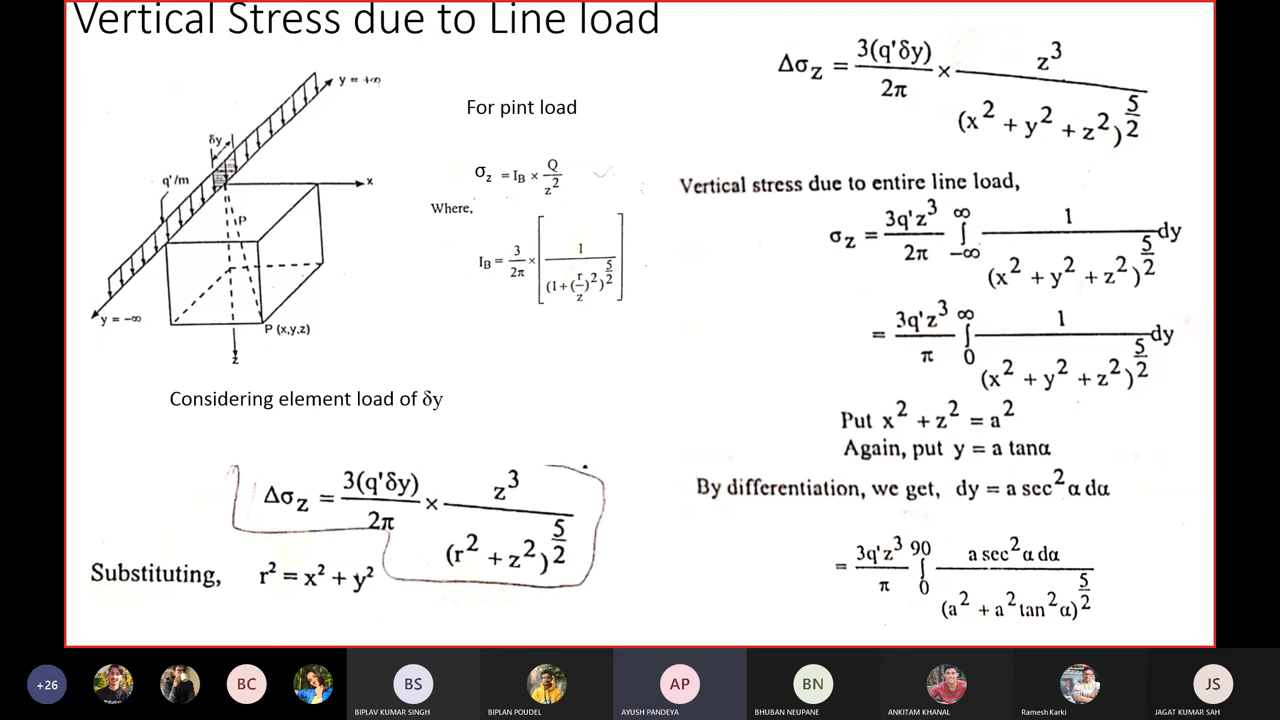 Vertical Stress due to Line load
y = +∞
δy
q'/m
x
P
y = -∞
P (x,y,z)
z
For pint load
σz = IB × Q/z²
Where,
IB = 3/2π × [1/(1+(r/z)²)^5/2]
Considering element load of δy
Δσz = 3(q'δy)/2π × z³/(r² + z²)^5/2
Substituting, r² = x² + y²
Δσz = 3(q'δy)/2π × z³/(x² + y² + z²)^5/2
Vertical stress due to entire line load,
σz = 3q'z³/2π ∫-∞^∞ 1/(x² + y² + z²)^5/2 dy
= 3q'z³/π ∫0^∞ 1/(x² + y² + z²)^5/2 dy
Put x² + z² = a²
Again, put y = a tanα
By differentiation, we get, dy = a sec²α dα
= 3q'z³/π ∫0^90 a sec²α dα/(a² + a² tan²α)^5/2
+26
BC
BS
BIPLAV KUMAR SINGH
BIPLAN POUDEL
AP
AYUSH PANDEYA
BN
BHUBAN NEUPANE
ANKITAM KHANAL
Ramesh Karki
JS
JAGAT KUMAR SAH